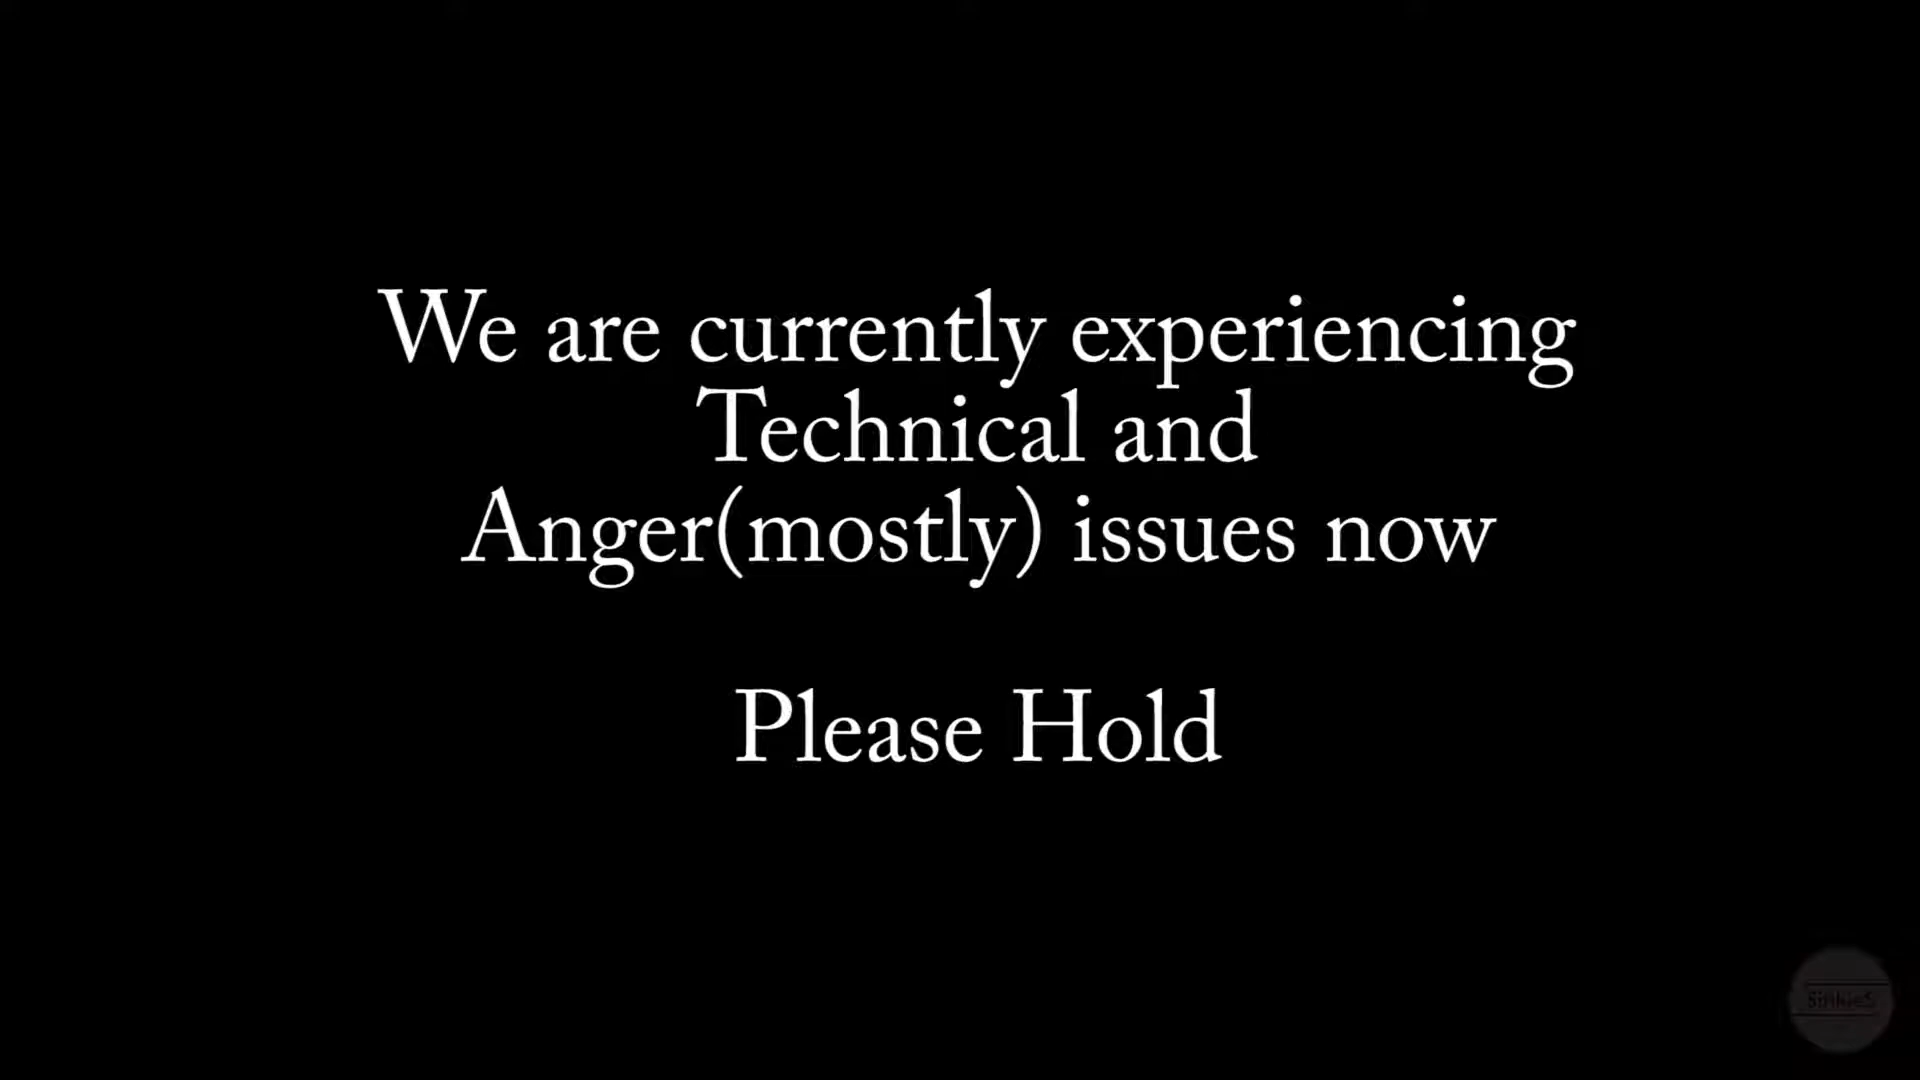 We are currently experiencing
Technical and
Anger(mostly) issues now
Please Hold